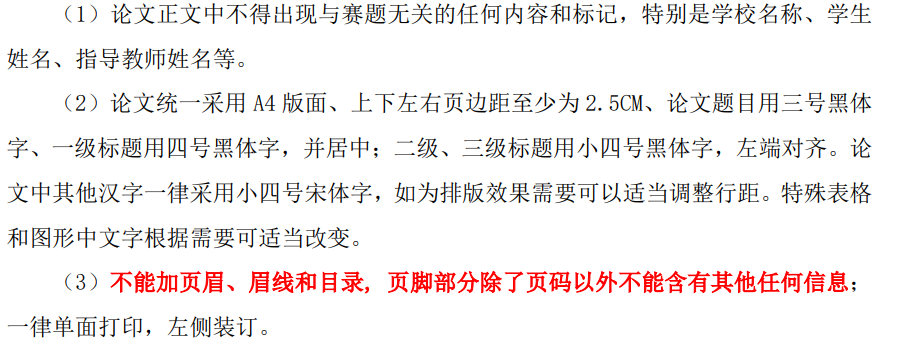 （1）论文正文中不得出现与赛题无关的任何内容和标记，特别是学校名称、学生
姓名、指导教师姓名等。
（2）论文统一采用 A4 版面、上下左右页边距至少为 2.5CM、论文题目用三号黑体
字、一级标题用四号黑体字，并居中；二级、三级标题用小四号黑体字，左端对齐。论
文中其他汉字一律采用小四号宋体字，如为排版效果需要可以适当调整行距。特殊表格
和图形中文字根据需要可适当改变。
（3）不能加页眉、眉线和目录，页脚部分除了页码以外不能含有其他任何信息；
一律单面打印，左侧装订。